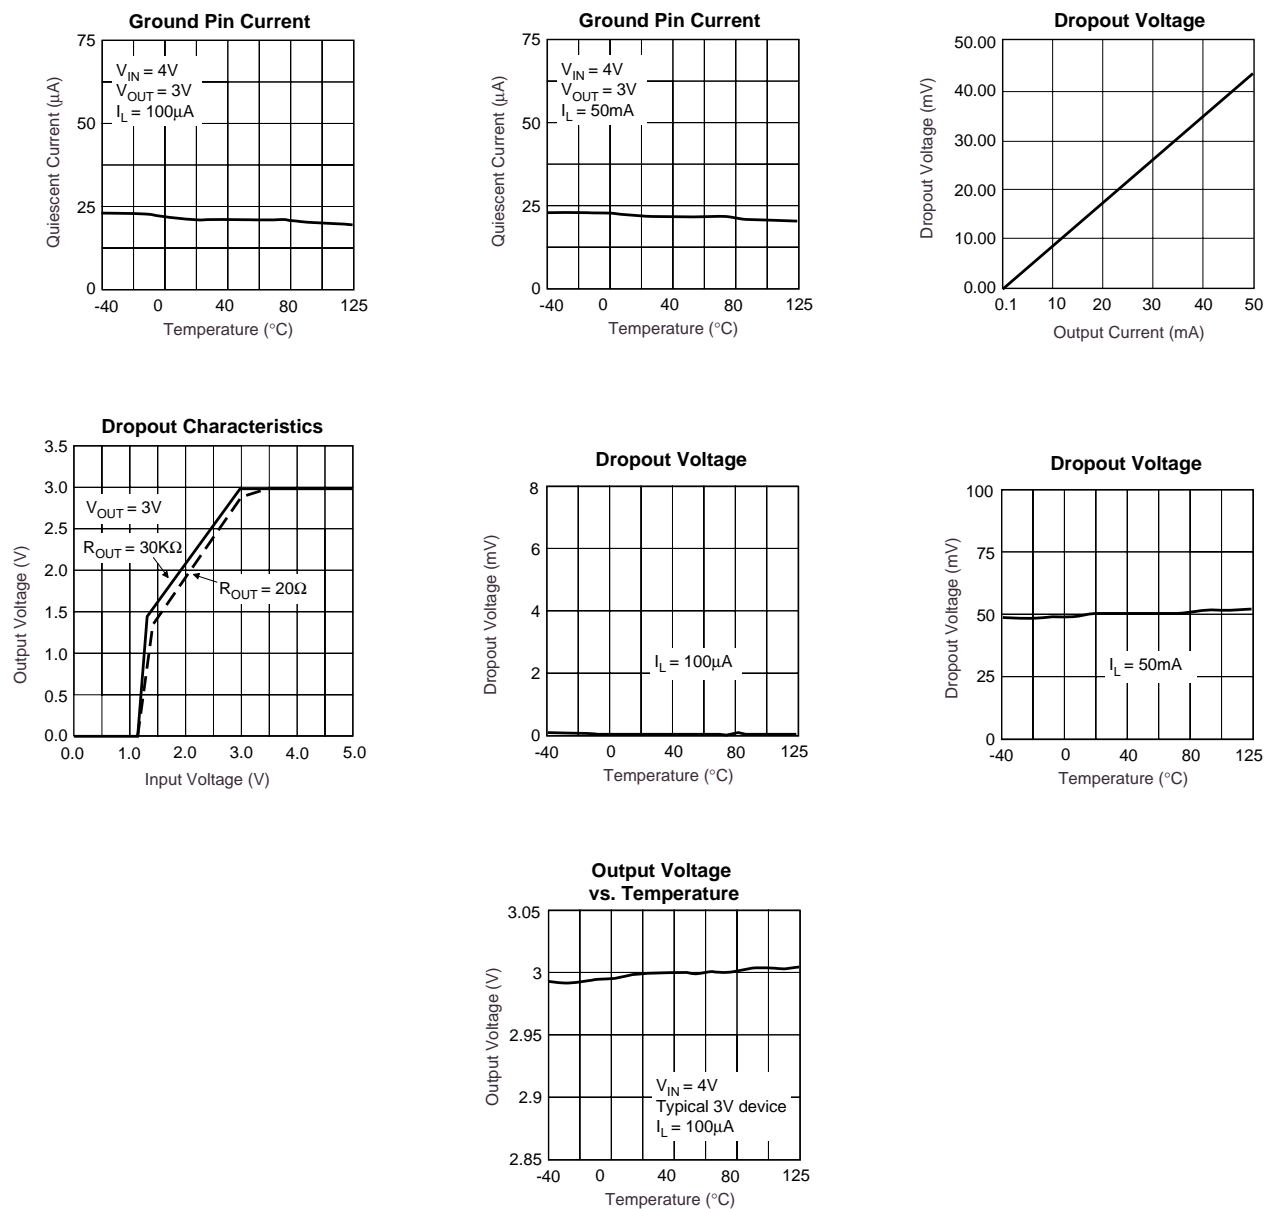 Ground Pin Current
75
50
25
0
Quiescent Current (µA)
V_IN = 4V
V_OUT = 3V
I_L = 100µA
-40 0 40 80 125
Temperature (°C)
Ground Pin Current
75
50
25
0
Quiescent Current (µA)
V_IN = 4V
V_OUT = 3V
I_L = 50mA
-40 0 40 80 125
Temperature (°C)
Dropout Voltage
50.00
40.00
30.00
20.00
10.00
0.00
Dropout Voltage (mV)
0.1 10 20 30 40 50
Output Current (mA)
Dropout Characteristics
3.5
3.0
2.5
2.0
1.5
1.0
0.5
0.0
Output Voltage (V)
V_OUT = 3V
R_OUT = 30KΩ
R_OUT = 20Ω
0.0 1.0 2.0 3.0 4.0 5.0
Input Voltage (V)
Dropout Voltage
8
6
4
2
0
Dropout Voltage (mV)
I_L = 100µA
-40 0 40 80 125
Temperature (°C)
Dropout Voltage
100
75
50
25
0
Dropout Voltage (mV)
I_L = 50mA
-40 0 40 80 125
Temperature (°C)
Output Voltage
vs. Temperature
3.05
3
2.95
2.9
2.85
Output Voltage (V)
V_IN = 4V
Typical 3V device
I_L = 100µA
-40 0 40 80 125
Temperature (°C)